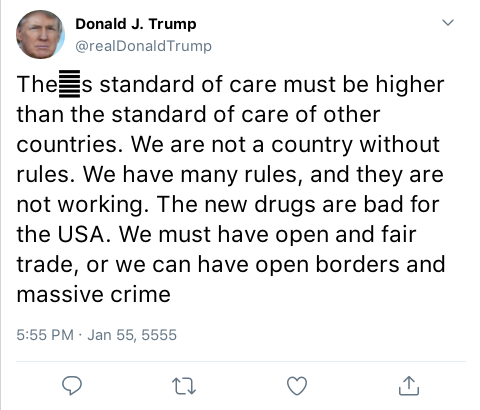 Donald J. Trump
@realDonaldTrump
The s standard of care must be higher
than the standard of care of other
countries. We are not a country without
rules. We have many rules, and they are
not working. The new drugs are bad for
the USA. We must have open and fair
trade, or we can have open borders and
massive crime
5:55 PM · Jan 55, 5555